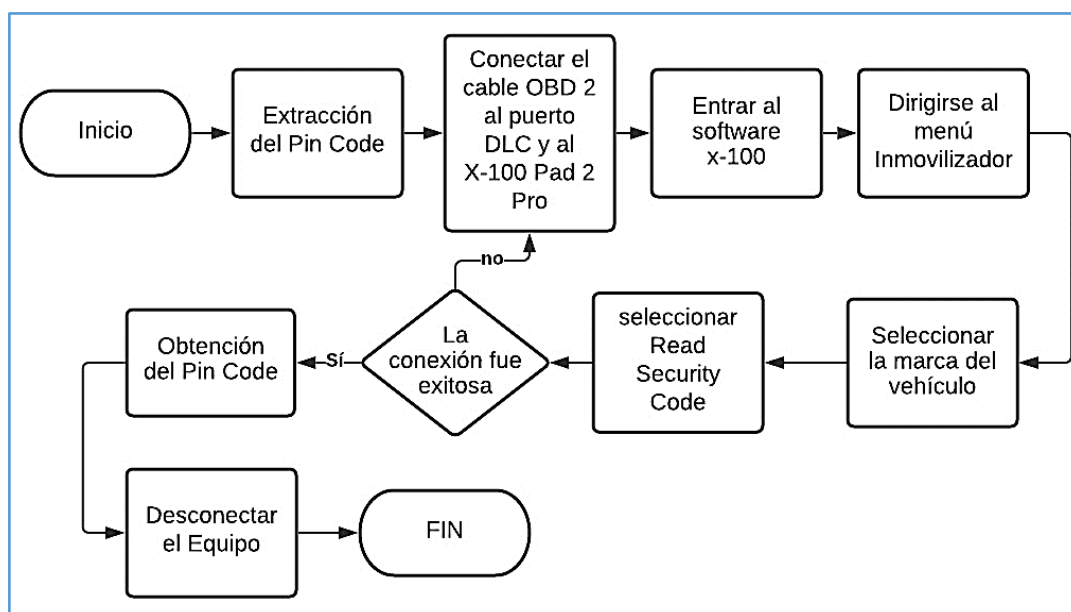 Inicio
Extracción
del Pin Code
Conectar el
cable OBD 2
al puerto
DLC y al
X-100 Pad 2
Pro
Entrar al
software
x-100
Dirigirse al
menú
Inmovilizador
Seleccionar
la marca del
vehículo
seleccionar
Read
Security
Code
La
conexión fue
exitosa
no
Sí
Obtención
del Pin Code
Desconectar
el Equipo
FIN